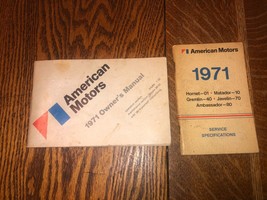 American
Motors
1971 Owner's Manual
American Motors
1971
Hornet-01 • Matador-10
Gremlin-40 • Javelin-70
Ambassador-80
SERVICE
SPECIFICATIONS